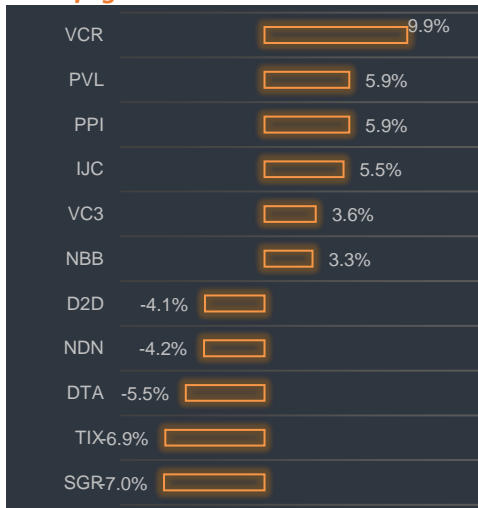 VCR 9.9%
PVL 5.9%
PPI 5.9%
IJC 5.5%
VC3 3.6%
NBB 3.3%
D2D -4.1%
NDN -4.2%
DTA -5.5%
TIX -6.9%
SGR -7.0%